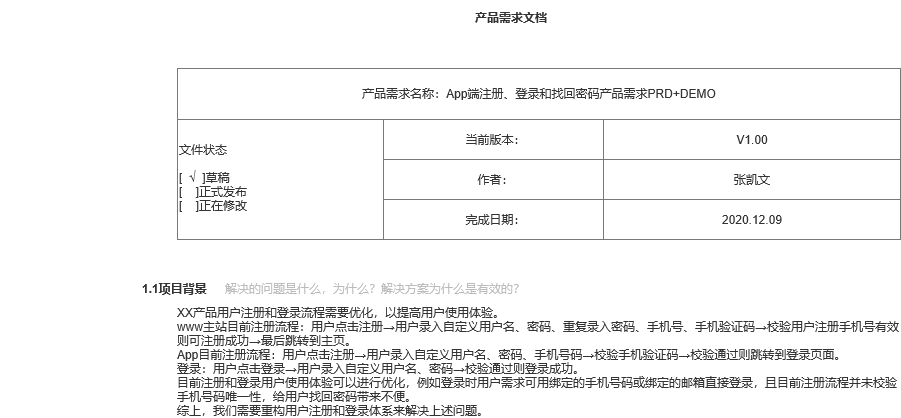 产品需求文档
产品需求名称：App端注册、登录和找回密码产品需求PRD+DEMO
文件状态
[ √ ]草稿
[ ]正式发布
[ ]正在修改
当前版本：
V1.00
作者：
张凯文
完成日期：
2020.12.09
1.1项目背景 解决的问题是什么，为什么？解决方案为什么是有效的？
XX产品用户注册和登录流程需要优化，以提高用户使用体验。
www主站目前注册流程：用户点击注册→用户录入自定义用户名、密码、重复录入密码、手机号、手机验证码→校验用户注册手机号有效
则可注册成功→最后跳转到主页。
App目前注册流程：用户点击注册→用户录入自定义用户名、密码、手机号码→校验手机验证码→校验通过则跳转到登录页面。
登录：用户点击登录→用户录入自定义用户名、密码→校验通过则登录成功。
目前注册和登录用户使用体验可以进行优化，例如登录时用户需求可用绑定的手机号码或绑定的邮箱直接登录，且目前注册流程并未校验
手机号码唯一性，给用户找回密码带来不便。
综上，我们需要重构用户注册和登录体系来解决上述问题。